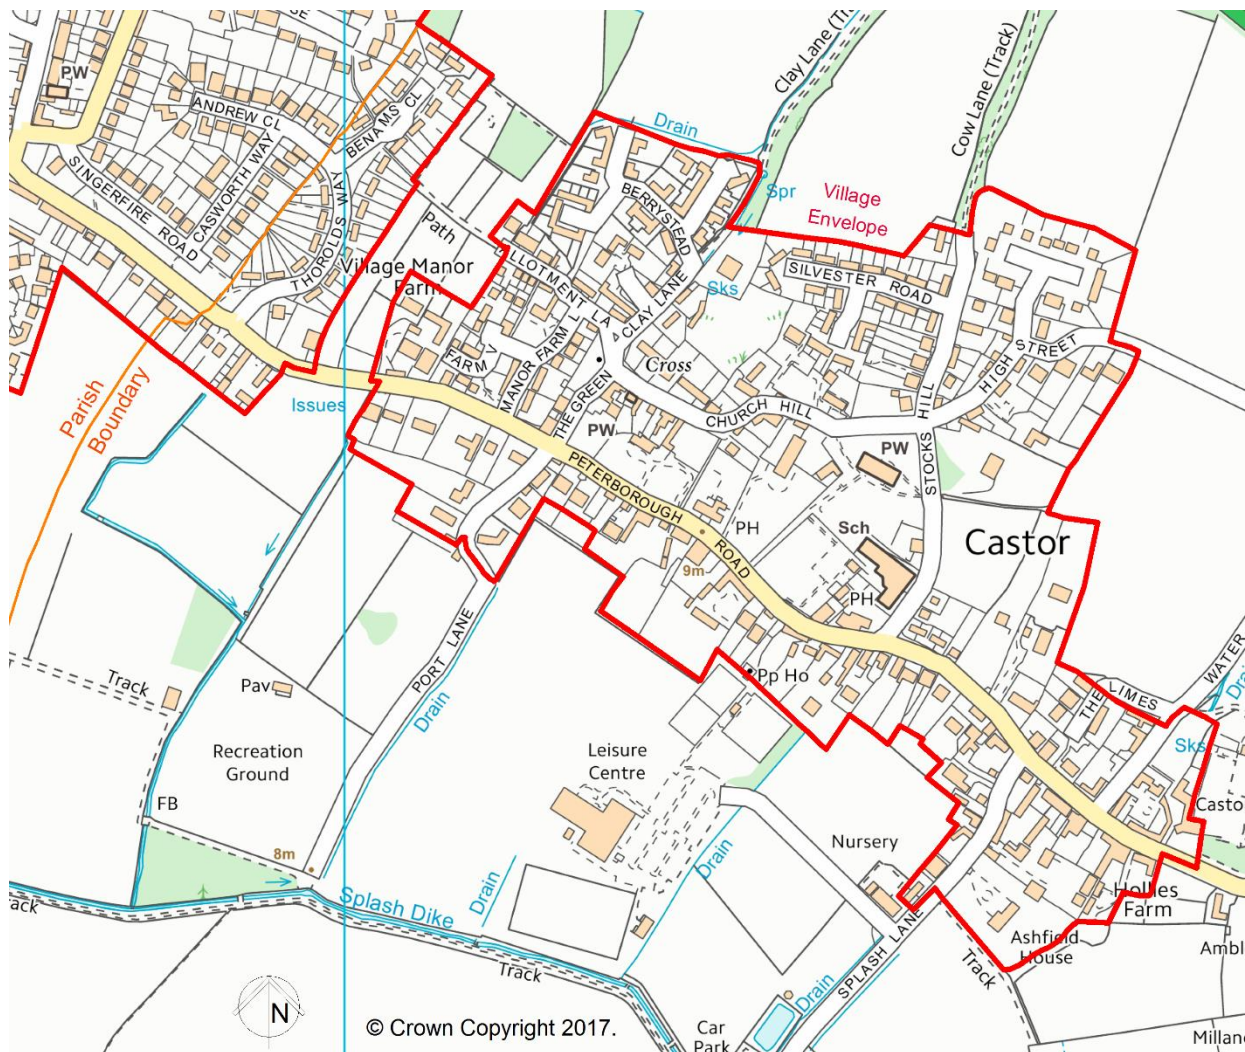 PW
ANDREW CL
BENAMS CL
CASWORTH WAY
SINGERFIRE ROAD
THOROLDS WAY
Path
Village Manor
Farm
Drain
Clay Lane
Cow Lane (Track)
Spr
Village
Envelope
BERRYSTEAD
ALLOTMENT LA
CLAY LANE
Sks
SILVESTER ROAD
HIGH STREET
STOCKS HILL
CHURCH HILL
Cross
MANOR FARM L
FARM V
THE GREEN
PW
PW
Issues
Parish
Boundary
PETERBOROUGH ROAD
PH
9m
Sch
PH
Castor
PORT LANE
Drain
Track
Pav
Recreation
Ground
FB
8m
Pp Ho
Leisure
Centre
Nursery
THE LIMES
WATER
Sks
Casto
Hollies
Farm
Ashfield
House
Ambl
Track
SPLASH LANE
Drain
Drain
Drain
Splash Dike
Track
Car
Park
Millan
N
© Crown Copyright 2017.